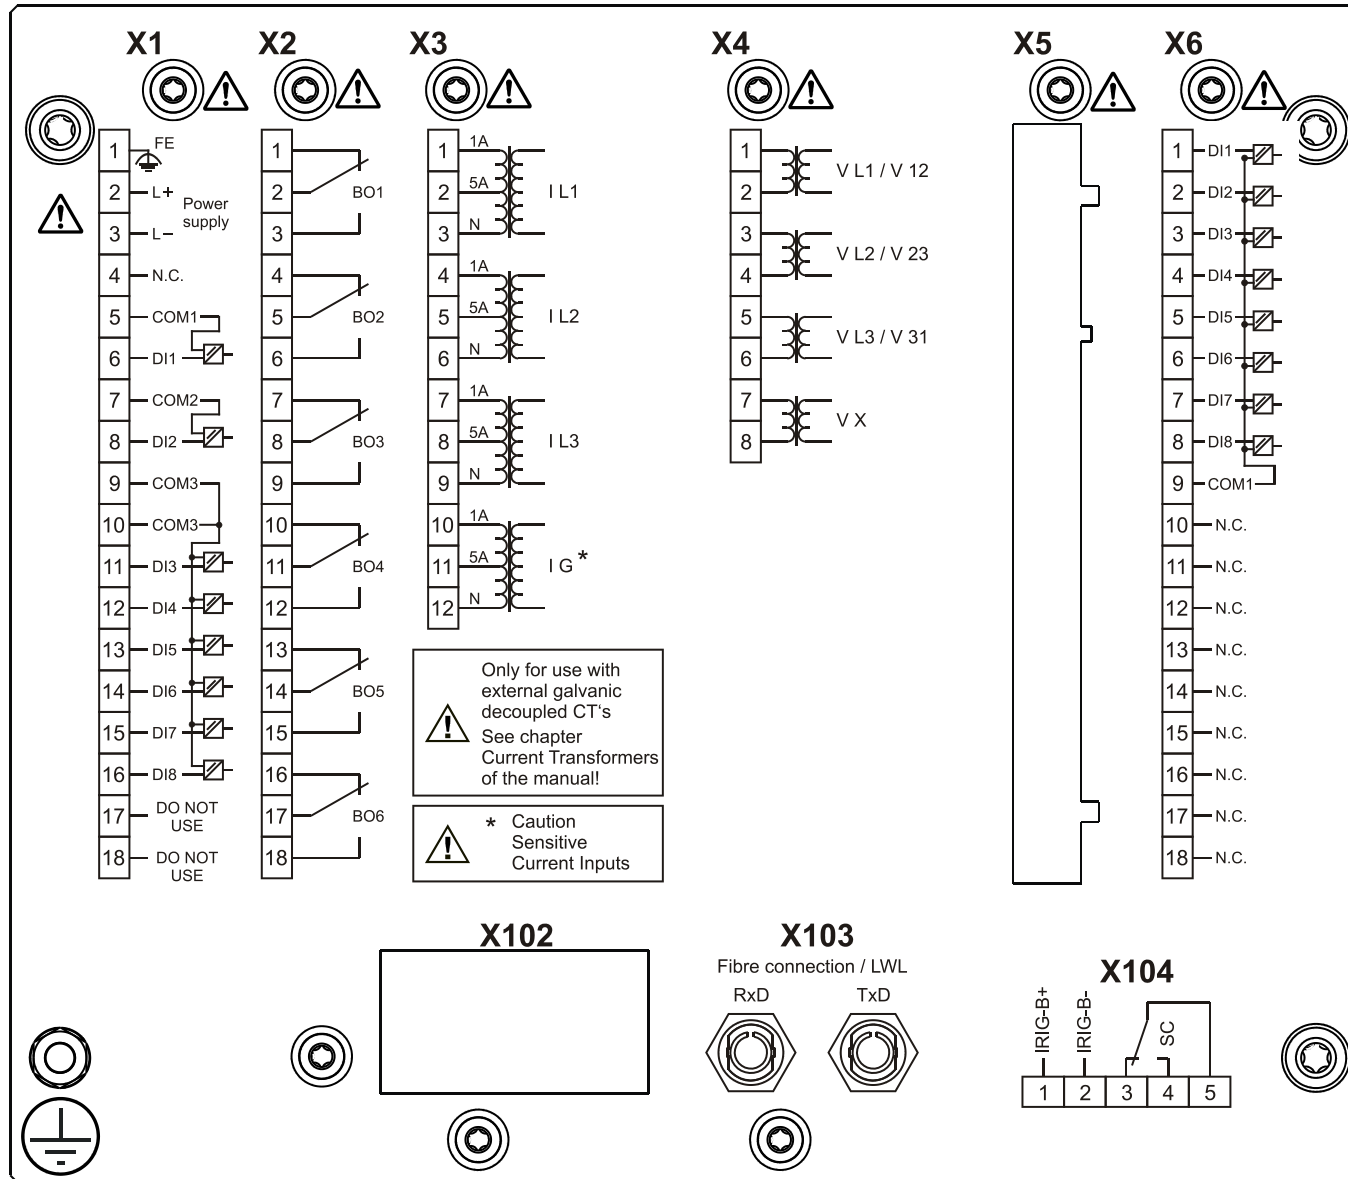 X1
X2
X3
X4
X5
X6
1 FE
2 L+
Power
supply
3 L–
4 N.C.
5 COM1
6 DI1
7 COM2
8 DI2
9 COM3
10 COM3
11 DI3
12 DI4
13 DI5
14 DI6
15 DI7
16 DI8
17 DO NOT
USE
18 DO NOT
USE
1
2 BO1
3
4
5 BO2
6
7
8 BO3
9
10
11 BO4
12
13
14 BO5
15
16
17 BO6
18
1 1A
2 5A I L1
3 N
4 1A
5 5A I L2
6 N
7 1A
8 5A I L3
9 N
10 1A
11 5A I G *
12 N
Only for use with
external galvanic
decoupled CT's
See chapter
Current Transformers
of the manual!
* Caution
Sensitive
Current Inputs
1
V L1 / V 12
2
3
V L2 / V 23
4
5
V L3 / V 31
6
7
V X
8
1 DI1
2 DI2
3 DI3
4 DI4
5 DI5
6 DI6
7 DI7
8 DI8
9 COM1
10 N.C.
11 N.C.
12 N.C.
13 N.C.
14 N.C.
15 N.C.
16 N.C.
17 N.C.
18 N.C.
X102
X103
Fibre connection / LWL
RxD TxD
X104
IRIG-B+
IRIG-B-
SC
1 2 3 4 5